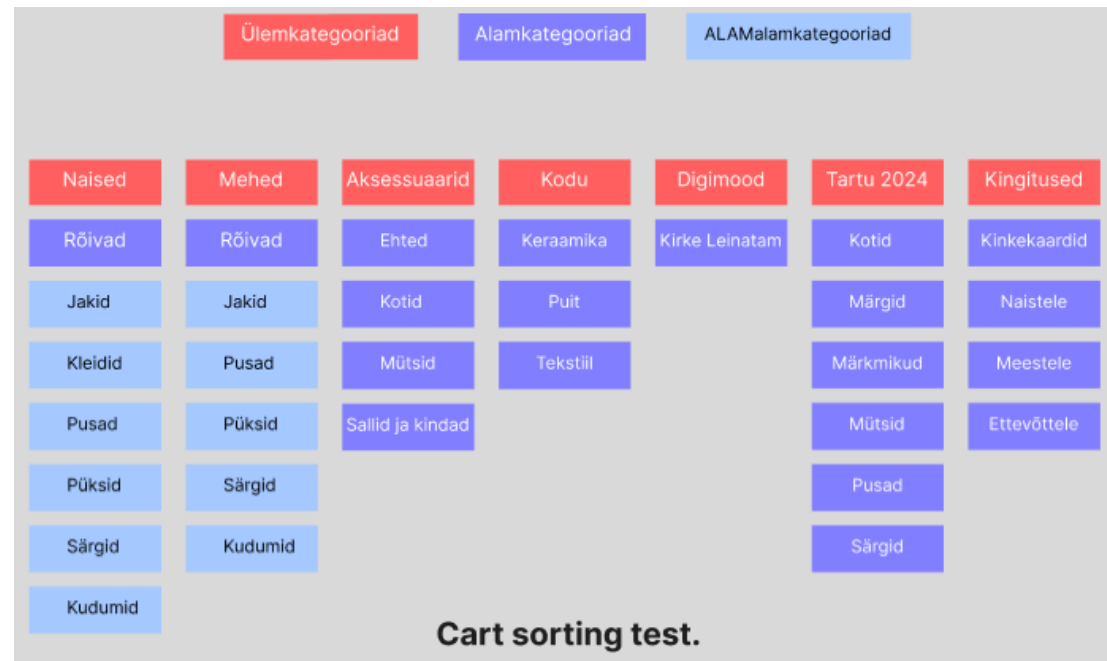 Ülemkategooriad Alamkategooriad ALAMalamkategooriad
Naised Mehed Aksessuaarid Kodu Digimood Tartu 2024 Kingitused
Rõivad Rõivad Ehted Keraamika Kirke Leinatam Kotid Kinkekaardid
Jakid Jakid Kotid Puit Märgid Naistele
Kleidid Pusad Mütsid Tekstiil Märkmikud Meestele
Pusad Püksid Sallid ja kindad Mütsid Ettevõttele
Püksid Särgid Pusad
Särgid Kudumid Särgid
Kudumid
Cart sorting test.